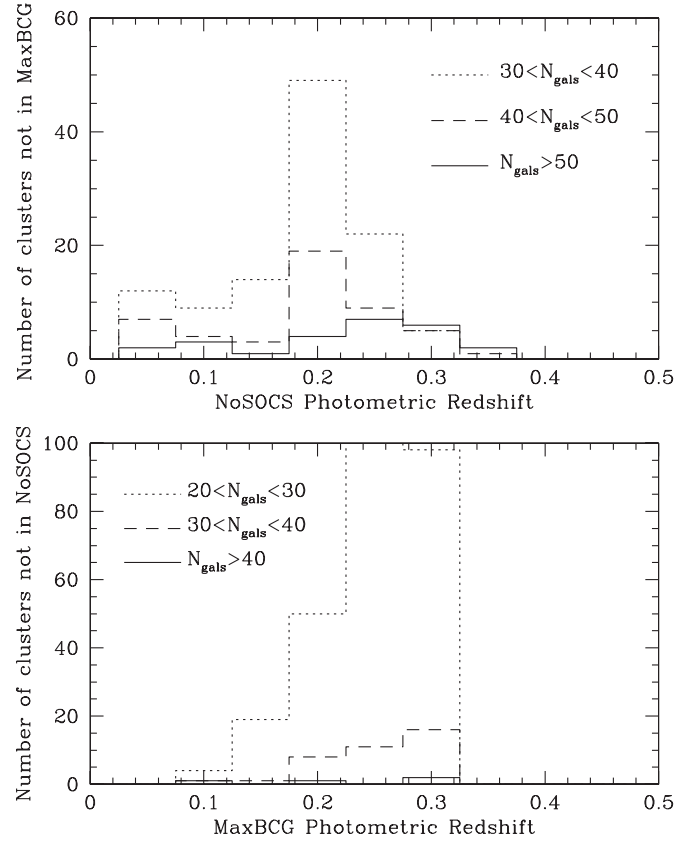 Number of clusters not in MaxBCG
60
40
20
0
30<N_gals<40
40<N_gals<50
N_gals>50
0 0.1 0.2 0.3 0.4 0.5
NoSOCS Photometric Redshift
Number of clusters not in NoSOCS
100
80
60
40
20
0
20<N_gals<30
30<N_gals<40
N_gals>40
0 0.1 0.2 0.3 0.4 0.5
MaxBCG Photometric Redshift